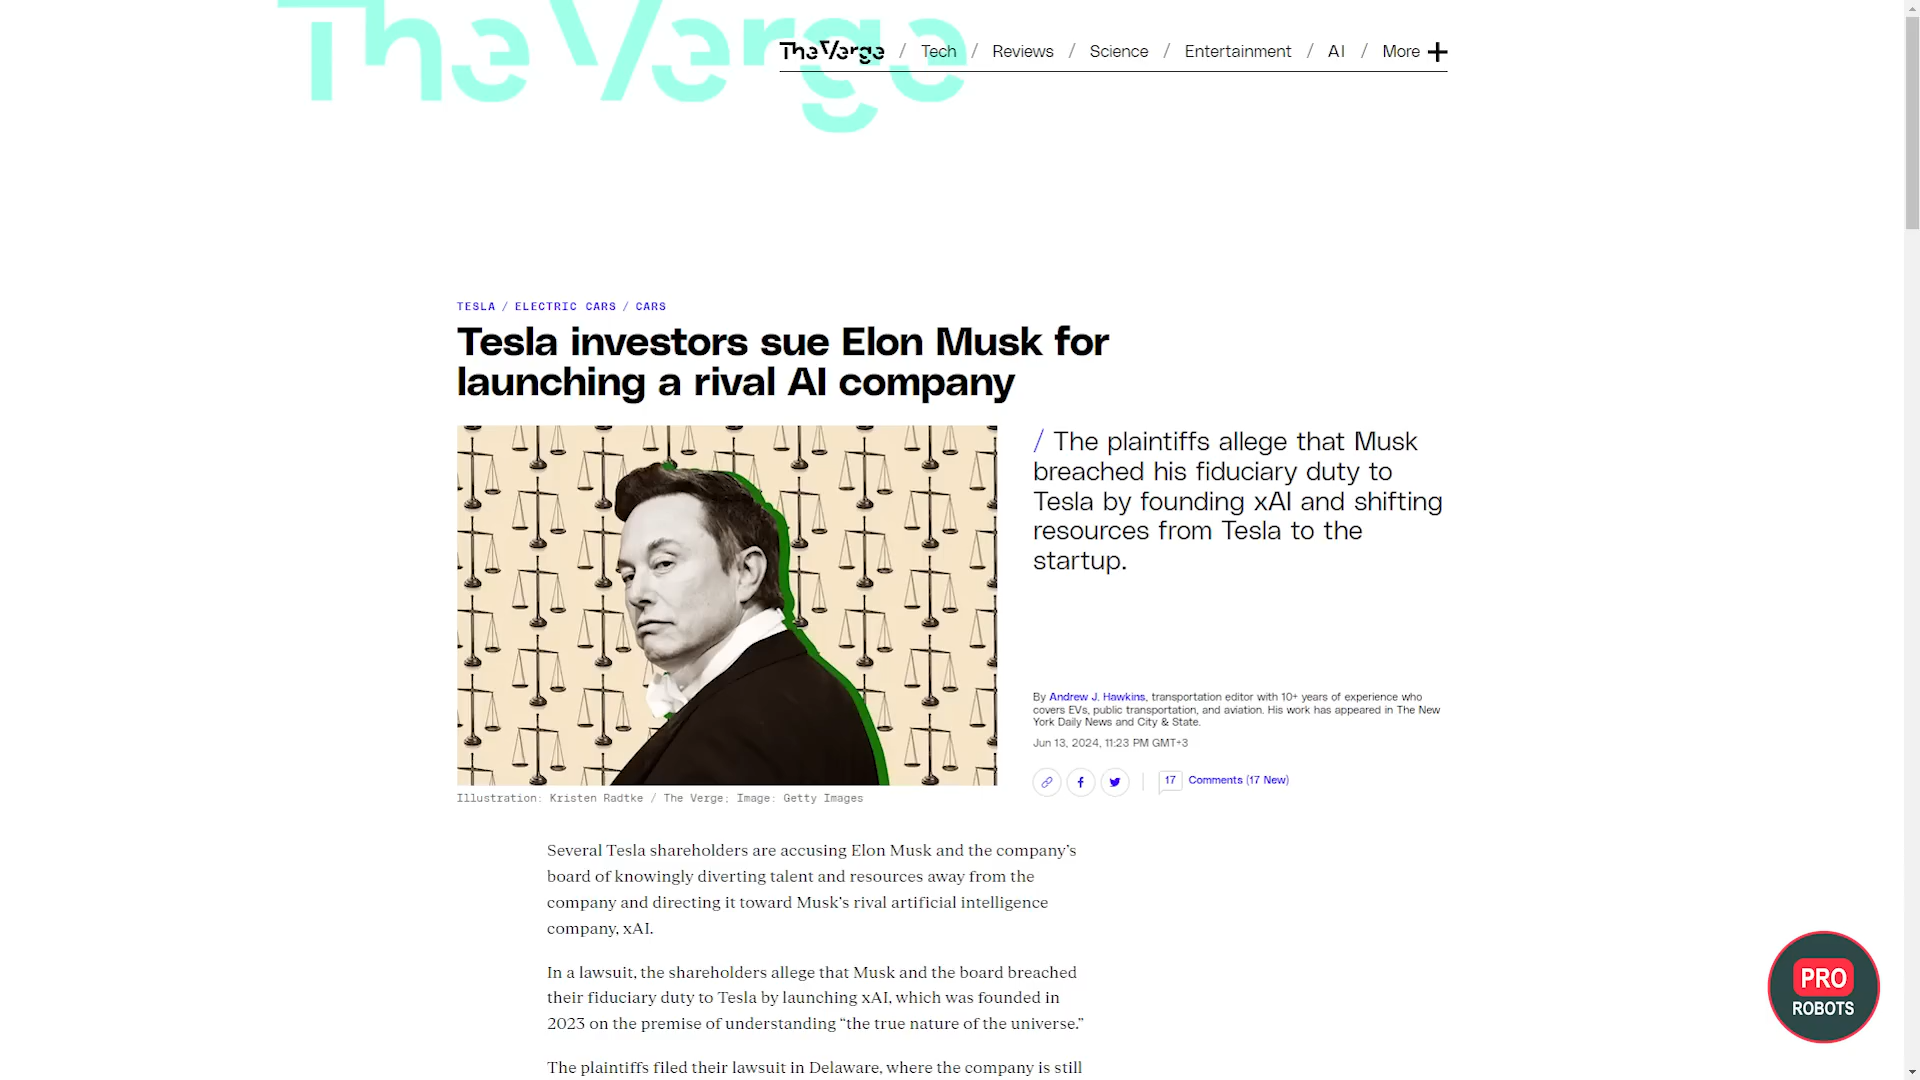 The Verge
The Verge / Tech / Reviews / Science / Entertainment / AI / More +
TESLA / ELECTRIC CARS / CARS
Tesla investors sue Elon Musk for
launching a rival AI company
/ The plaintiffs allege that Musk
breached his fiduciary duty to
Tesla by founding xAI and shifting
resources from Tesla to the
startup.
By Andrew J. Hawkins, transportation editor with 10+ years of experience who
covers EVs, public transportation, and aviation. His work has appeared in The New
York Daily News and City & State.
Jun 13, 2024, 11:23 PM GMT+3
17 Comments (17 New)
Illustration: Kristen Radtke / The Verge; Image: Getty Images
Several Tesla shareholders are accusing Elon Musk and the company’s
board of knowingly diverting talent and resources away from the
company and directing it toward Musk’s rival artificial intelligence
company, xAI.
In a lawsuit, the shareholders allege that Musk and the board breached
their fiduciary duty to Tesla by launching xAI, which was founded in
2023 on the premise of understanding “the true nature of the universe.”
The plaintiffs filed their lawsuit in Delaware, where the company is still
PRO
ROBOTS